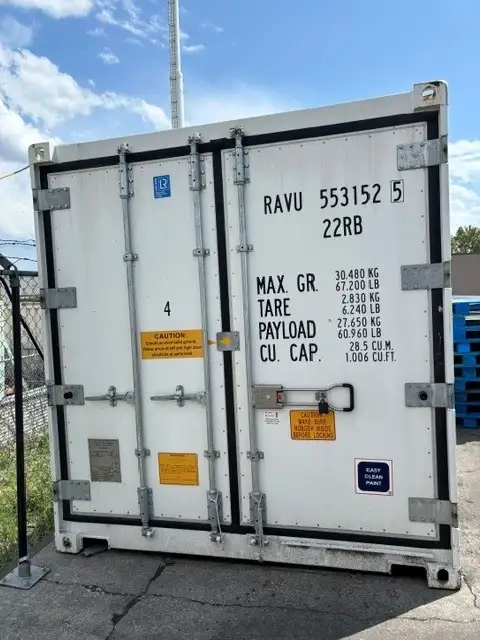 LR
RAVU 553152 5
22RB
MAX. GR. 30.480 KG
67.200 LB
TARE 2.830 KG
6.240 LB
PAYLOAD 27.650 KG
60.960 LB
CU. CAP. 28.5 CU.M.
1.006 CU.FT.
4
CAUTION
CAUTION
MAKE SURE
NOBODY INSIDE
BEFORE LOCKING
EASY
CLEAN
PAINT